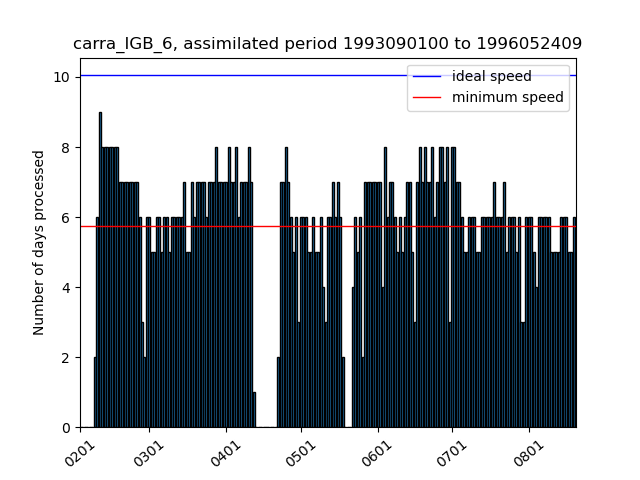 carra_IGB_6, assimilated period 1993090100 to 1996052409
ideal speed
minimum speed
Number of days processed
10
8
6
4
2
0
0201 0301 0401 0501 0601 0701 0801